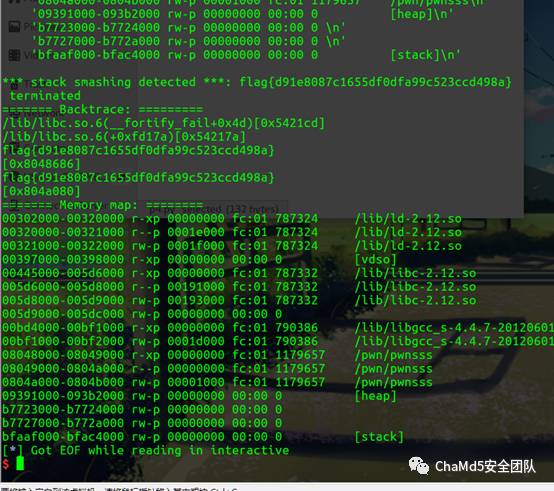 '0804a000-0804b000 rw-p 00001000 fc:01 1179657    /pwn/pwnsss\n'
'09391000-093b2000 rw-p 00000000 00:00 0          [heap]\n'
'b7723000-b7724000 rw-p 00000000 00:00 0 \n'
'b7727000-b772a000 rw-p 00000000 00:00 0 \n'
'bfaaf000-bfac4000 rw-p 00000000 00:00 0          [stack]\n'
*** stack smashing detected ***: flag{d91e8087c1655df0dfa99c523ccd498a}
terminated
======= Backtrace: =========
/lib/libc.so.6(__fortify_fail+0x4d)[0x5421cd]
/lib/libc.so.6(+0xfd17a)[0x54217a]
flag{d91e8087c1655df0dfa99c523ccd498a}
[0x8048686]
flag{d91e8087c1655df0dfa99c523ccd498a}
[0x804a080]
======= Memory map: ========
00302000-00320000 r-xp 00000000 fc:01 787324     /lib/ld-2.12.so
00320000-00321000 r--p 0001e000 fc:01 787324     /lib/ld-2.12.so
00321000-00322000 rw-p 0001f000 fc:01 787324     /lib/ld-2.12.so
00397000-00398000 r-xp 00000000 00:00 0          [vdso]
00445000-005d6000 r-xp 00000000 fc:01 787332     /lib/libc-2.12.so
005d6000-005d8000 r--p 00191000 fc:01 787332     /lib/libc-2.12.so
005d8000-005d9000 rw-p 00193000 fc:01 787332     /lib/libc-2.12.so
005d9000-005dc000 rw-p 00000000 00:00 0
00bd4000-00bf1000 r-xp 00000000 fc:01 790386     /lib/libgcc_s-4.4.7-20120601
00bf1000-00bf2000 rw-p 0001d000 fc:01 790386     /lib/libgcc_s-4.4.7-20120601
08048000-08049000 r-xp 00000000 fc:01 1179657    /pwn/pwnsss
08049000-0804a000 r--p 00000000 fc:01 1179657    /pwn/pwnsss
0804a000-0804b000 rw-p 00001000 fc:01 1179657    /pwn/pwnsss
09391000-093b2000 rw-p 00000000 00:00 0          [heap]
b7723000-b7724000 rw-p 00000000 00:00 0
b7727000-b772a000 rw-p 00000000 00:00 0
bfaaf000-bfac4000 rw-p 00000000 00:00 0          [stack]
[*] Got EOF while reading in interactive
$
ChaMd5安全团队